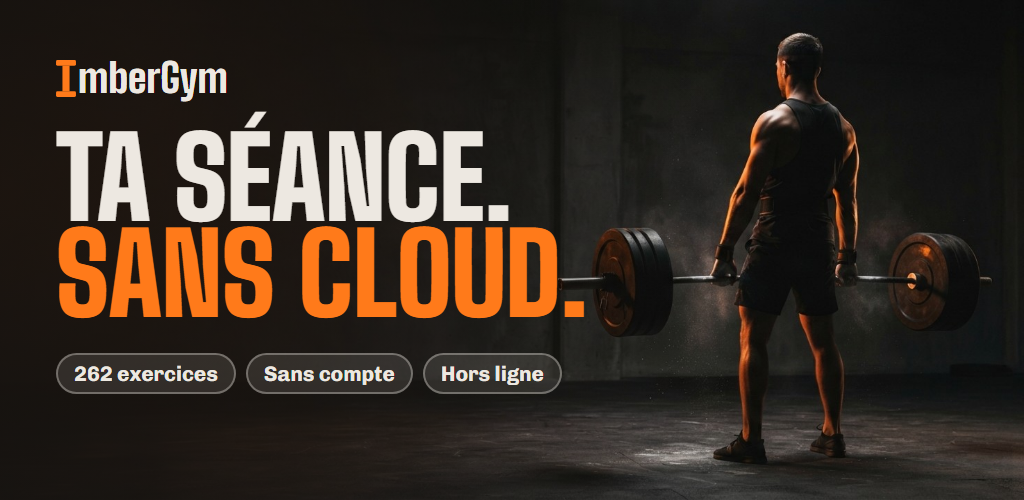 ImberGym
TA SÉANCE.
SANS CLOUD.
262 exercices
Sans compte
Hors ligne